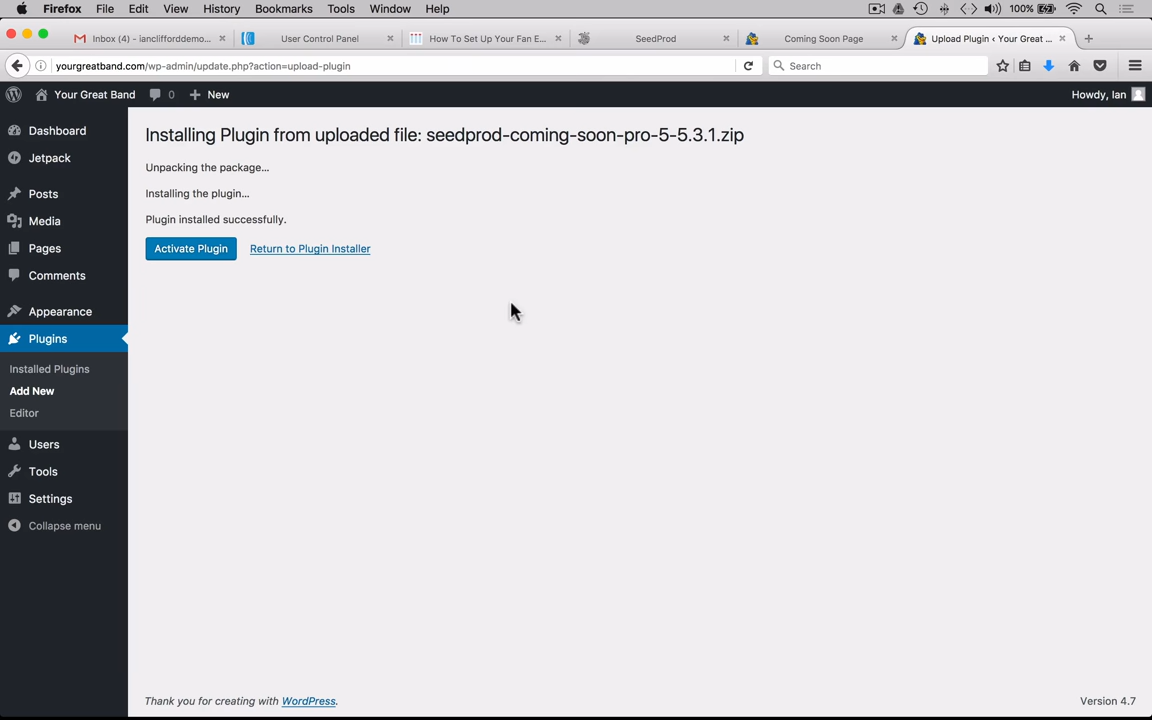 Firefox File Edit View History Bookmarks Tools Window Help 100%
Inbox (4) - ianclifforddemo... × User Control Panel × How To Set Up Your Fan E... × SeedProd × Coming Soon Page × Upload Plugin ‹ Your Great ... × +
yourgreatband.com/wp-admin/update.php?action=upload-plugin Search
Your Great Band 0 + New Howdy, Ian
Dashboard
Jetpack
Posts
Media
Pages
Comments
Appearance
Plugins
Installed Plugins
Add New
Editor
Users
Tools
Settings
Collapse menu
Installing Plugin from uploaded file: seedprod-coming-soon-pro-5-5.3.1.zip
Unpacking the package...
Installing the plugin...
Plugin installed successfully.
Activate Plugin Return to Plugin Installer
Thank you for creating with WordPress. Version 4.7